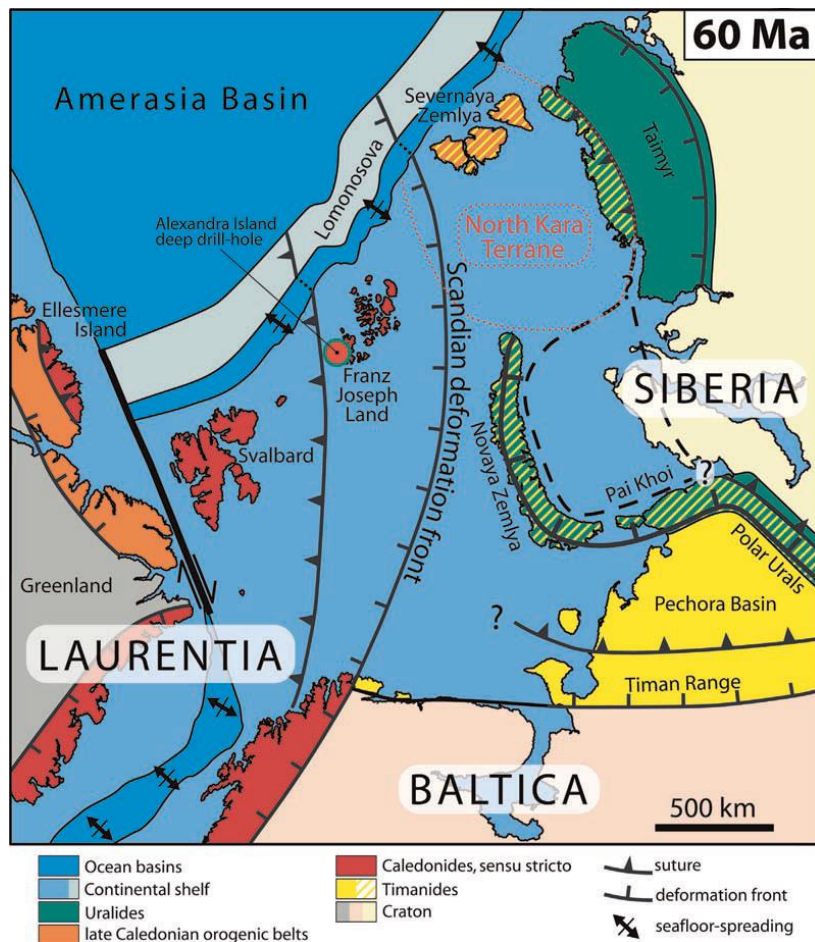 60 Ma
Amerasia Basin
Severnaya
Zemlya
Taimyr
Lomonosova
Alexandra Island
deep drill-hole
North Kara
Terrane
?
Ellesmere
Island
Scandian deformation front
Franz
Joseph
Land
SIBERIA
Svalbard
Novaya Zemlya
Pai Khoi
?
Polar Urals
Greenland
Pechora Basin
?
LAURENTIA
Timan Range
BALTICA
500 km
Ocean basins
Continental shelf
Uralides
late Caledonian orogenic belts
Caledonides, sensu stricto
Timanides
Craton
suture
deformation front
seafloor-spreading